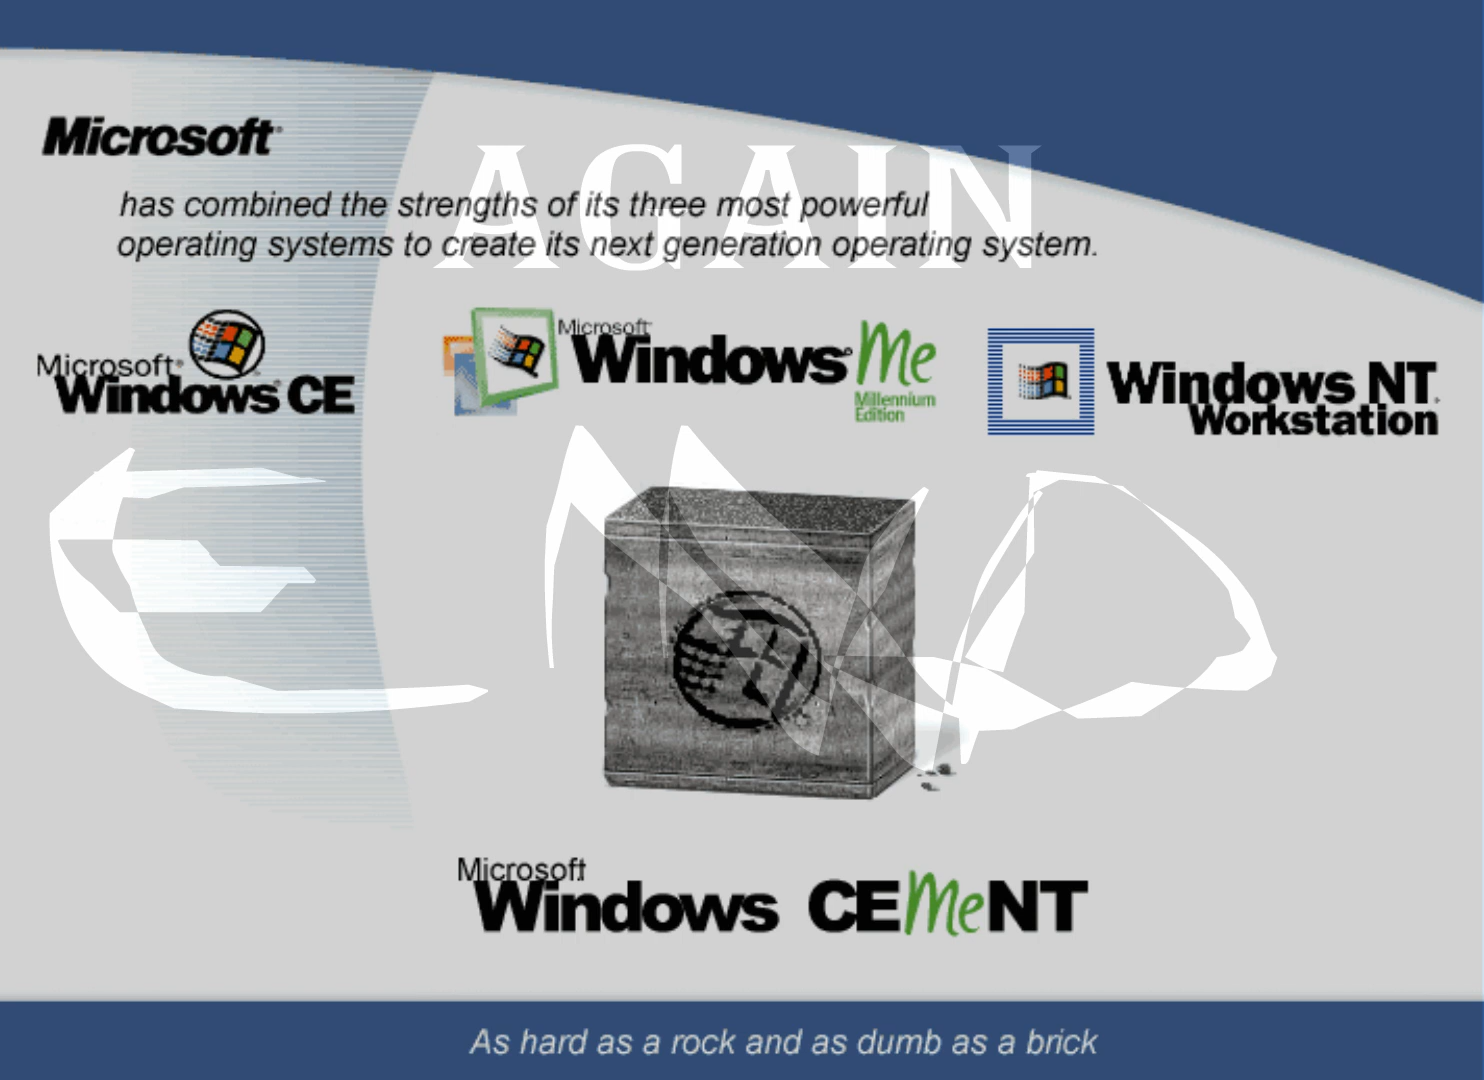 Microsoft
AGAIN
has combined the strengths of its three most powerful
operating systems to create its next generation operating system.
Microsoft®
Windows® CE
Microsoft
Windows® Me
Millennium
Edition
Windows NT®
Workstation
END
Microsoft
Windows CEMeNT
As hard as a rock and as dumb as a brick